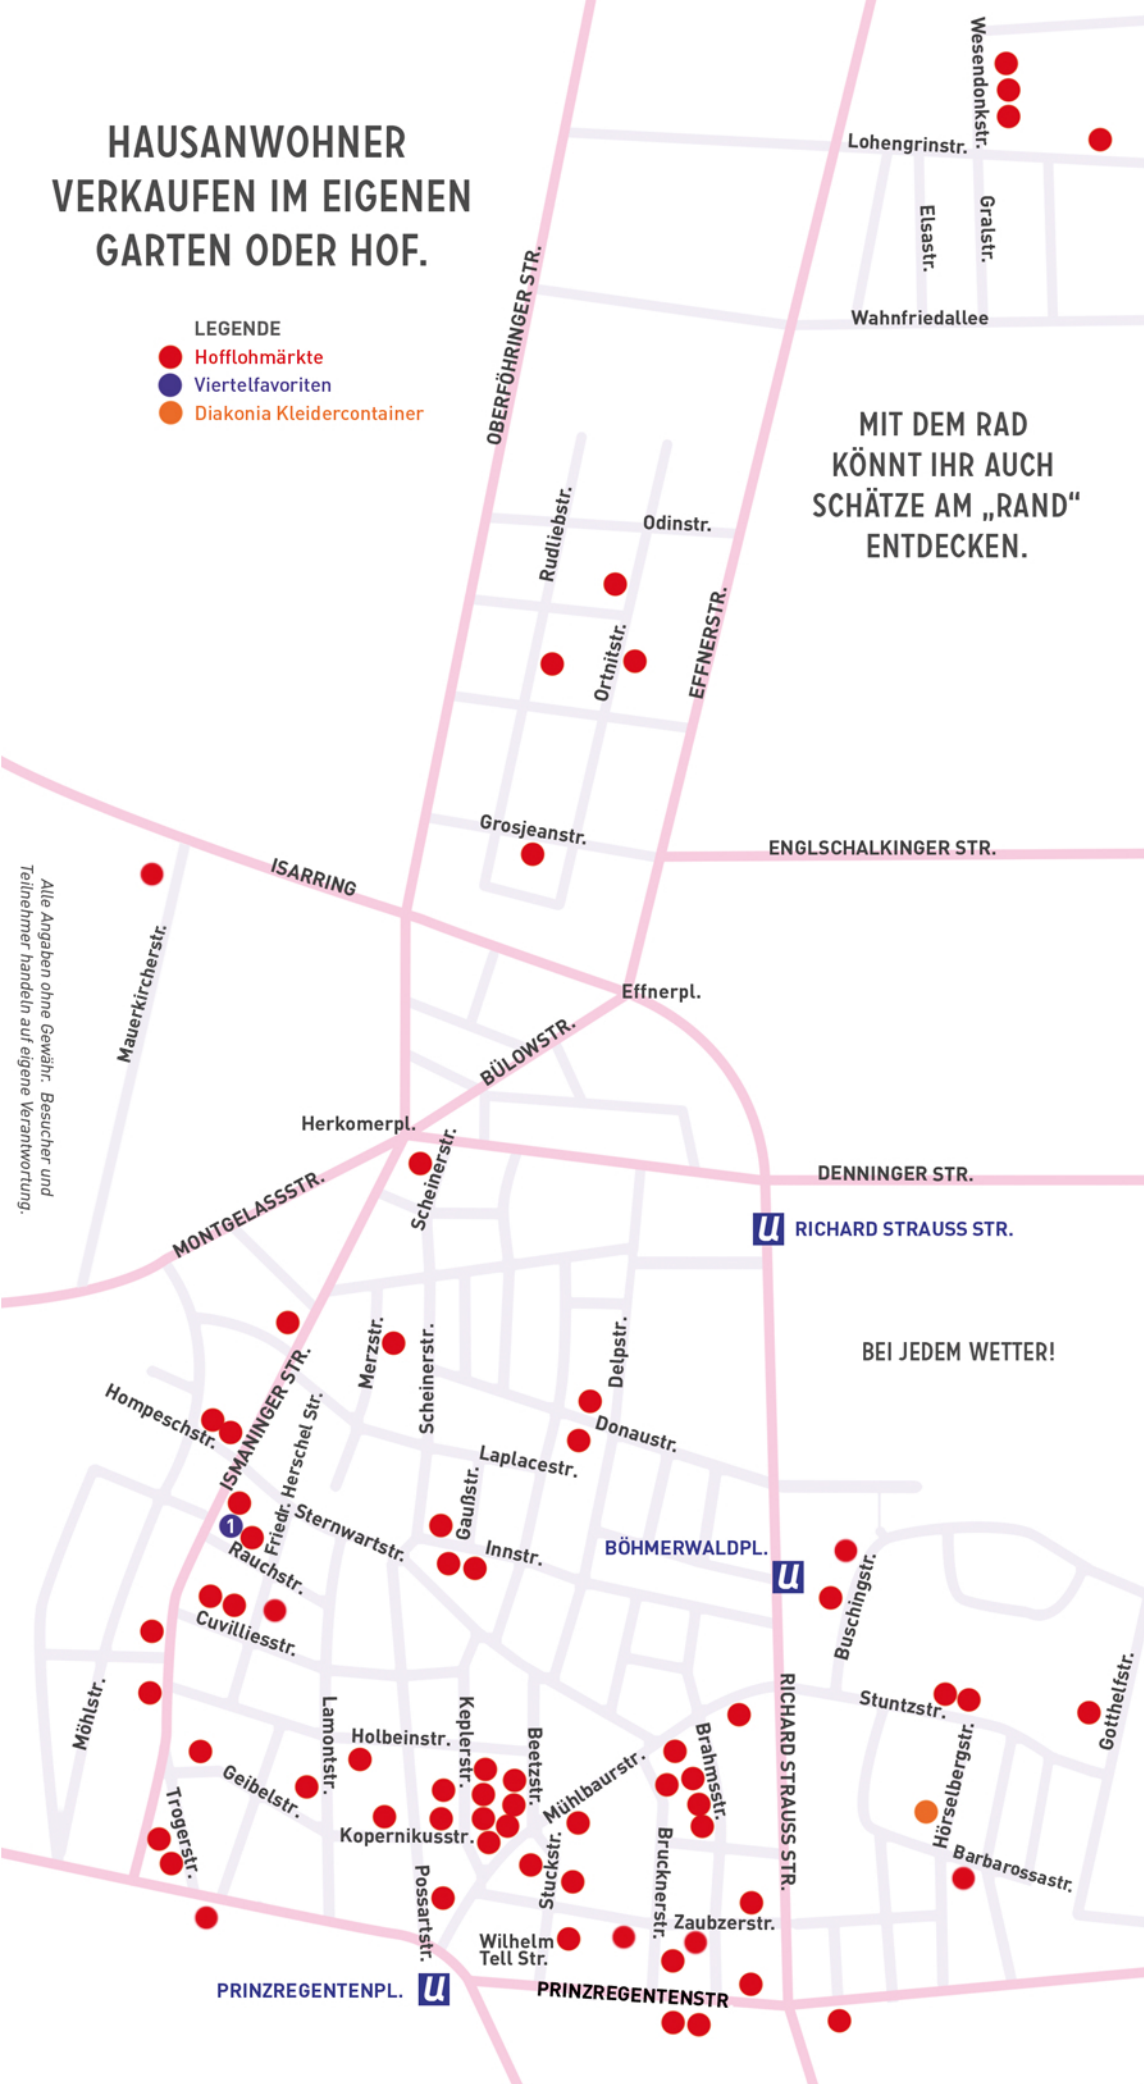 HAUSANWOHNER
VERKAUFEN IM EIGENEN
GARTEN ODER HOF.
LEGENDE
Hofflohmärkte
Viertelfavoriten
Diakonia Kleidercontainer
Wesendonkstr.
Lohengrinstr.
Elsastr.
Gralstr.
Wahnfriedallee
OBERFÖHRINGER STR.
MIT DEM RAD
KÖNNT IHR AUCH
SCHÄTZE AM „RAND“
ENTDECKEN.
Rudliebstr.
Odinstr.
Ortnitstr.
EFFNERSTR.
Grosjeanstr.
ENGLSCHALKINGER STR.
ISARRING
Mauerkircherstr.
Alle Angaben ohne Gewähr. Besucher und
Teilnehmer handeln auf eigene Verantwortung.
Effnerpl.
BÜLOWSTR.
Herkomerpl.
Scheinerstr.
MONTGELASSSTR.
DENNINGER STR.
U RICHARD STRAUSS STR.
BEI JEDEM WETTER!
Merzstr.
Scheinerstr.
Delpstr.
Hompeschstr.
ISMANINGER STR.
Friedr. Herschel Str.
Donaustr.
Laplacestr.
Gaußstr.
Sternwartstr.
Innstr.
1
Rauchstr.
BÖHMERWALDPL.
U
Buschingstr.
Cuvilliesstr.
Möhlstr.
Stuntzstr.
Gotthelfstr.
Hörselbergstr.
Barbarossastr.
RICHARD STRAUSS STR.
Lamontstr.
Holbeinstr.
Keplerstr.
Beetzstr.
Mühlbaurstr.
Brahmsstr.
Geibelstr.
Trogerstr.
Kopernikusstr.
Possartstr.
Stuckstr.
Brucknerstr.
Zaubzerstr.
Wilhelm
Tell Str.
PRINZREGENTENPL. U
PRINZREGENTENSTR